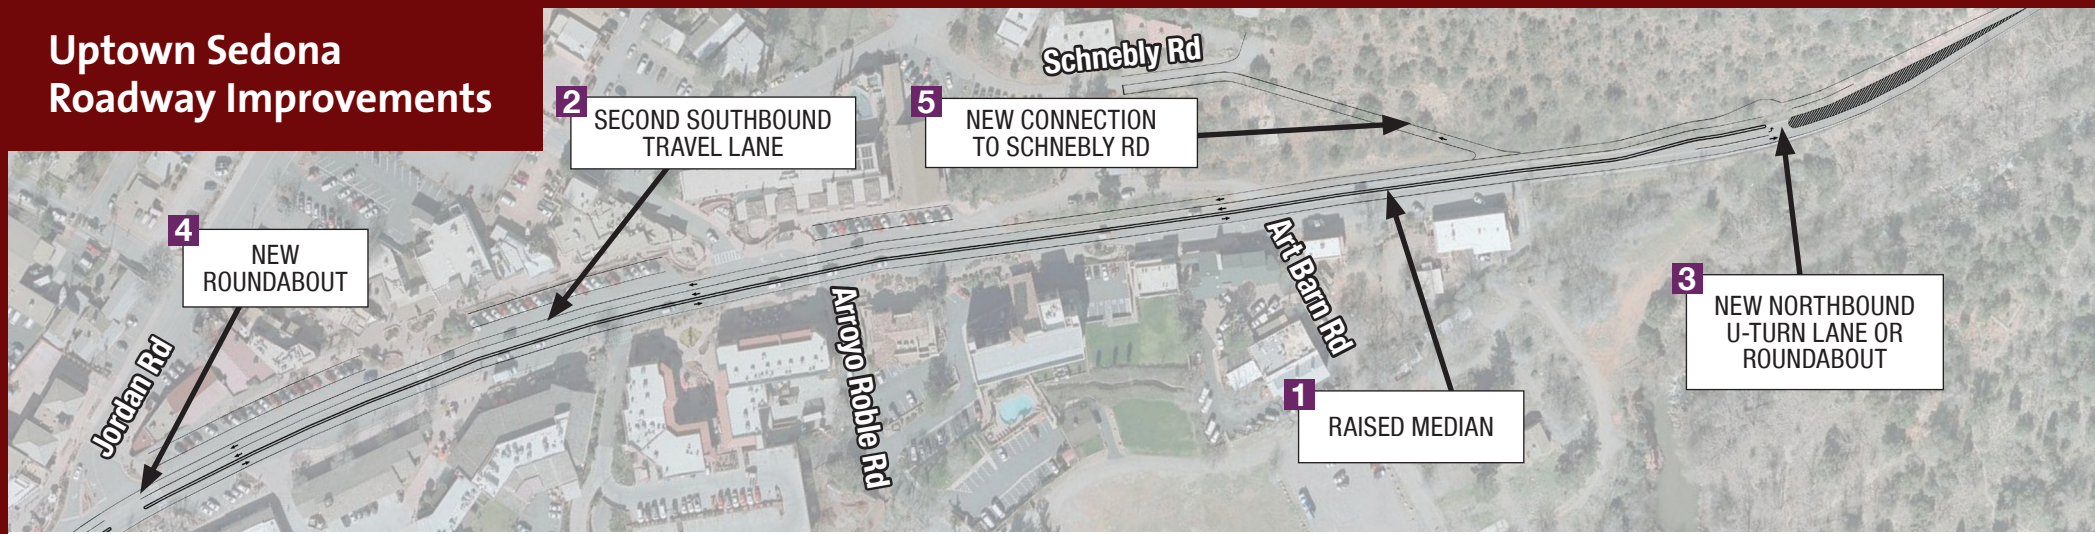 Uptown Sedona
Roadway Improvements
Schnebly Rd
2
SECOND SOUTHBOUND
TRAVEL LANE
5
NEW CONNECTION
TO SCHNEBLY RD
4
NEW
ROUNDABOUT
Jordan Rd
Arroyo Roble Rd
Art Barn Rd
3
NEW NORTHBOUND
U-TURN LANE OR
ROUNDABOUT
1
RAISED MEDIAN